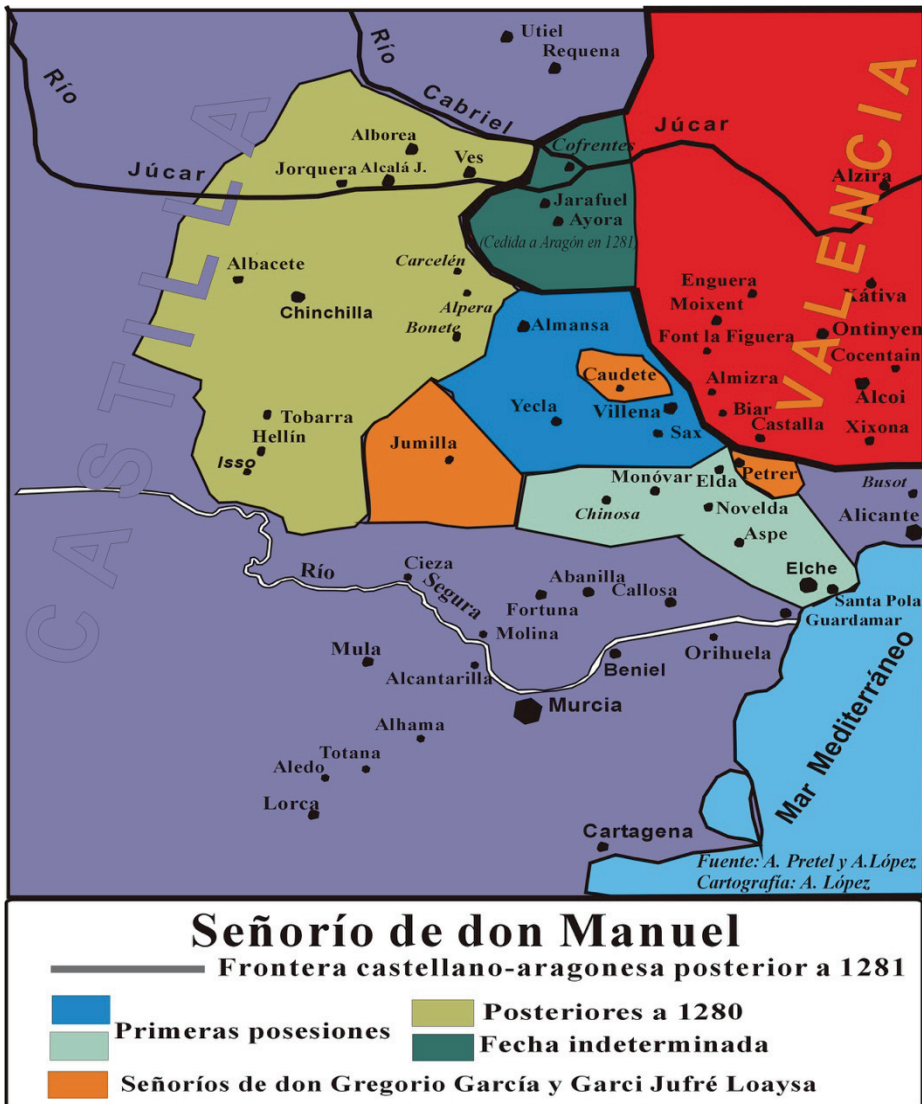 Utiel
Requena
Río
Río
Cabriel
Júcar
Júcar
Alborea
Jorquera
Alcalá J.
Ves
Cofrentes
Jarafuel
Ayora
(Cedida a Aragón en 1281)
Alzira
VALENCIA
CASTILLA
Albacete
Chinchilla
Carcelén
Alpera
Bonete
Almansa
Enguera
Moixent
Font la Figuera
Xátiva
Ontinyen
Cocentain
Alcoi
Caudete
Almizra
Biar
Castalla
Xixona
Yecla
Villena
Sax
Tobarra
Hellín
Isso
Jumilla
Monóvar
Elda
Petrer
Chinosa
Novelda
Aspe
Busot
Alicante
Elche
Santa Pola
Guardamar
Río
Segura
Cieza
Abanilla
Fortuna
Callosa
Molina
Mula
Alcantarilla
Beniel
Orihuela
Murcia
Alhama
Totana
Aledo
Lorca
Cartagena
Mar Mediterráneo
Fuente: A. Pretel y A.López
Cartografía: A. López
Señorío de don Manuel
Frontera castellano-aragonesa posterior a 1281
Primeras posesiones
Posteriores a 1280
Fecha indeterminada
Señoríos de don Gregorio García y Garci Jufré Loaysa